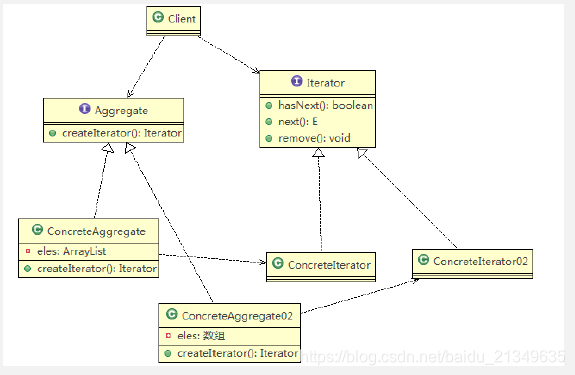 C Client
I Iterator
hasNext(): boolean
next(): E
remove(): void
I Aggregate
createIterator(): Iterator
C ConcreteAggregate
eles: ArrayList
createIterator(): Iterator
C ConcreteIterator
C ConcreteIterator02
C ConcreteAggregate02
eles: 数组
createIterator(): Iterator
https://blog.csdn.net/baidu_21349635